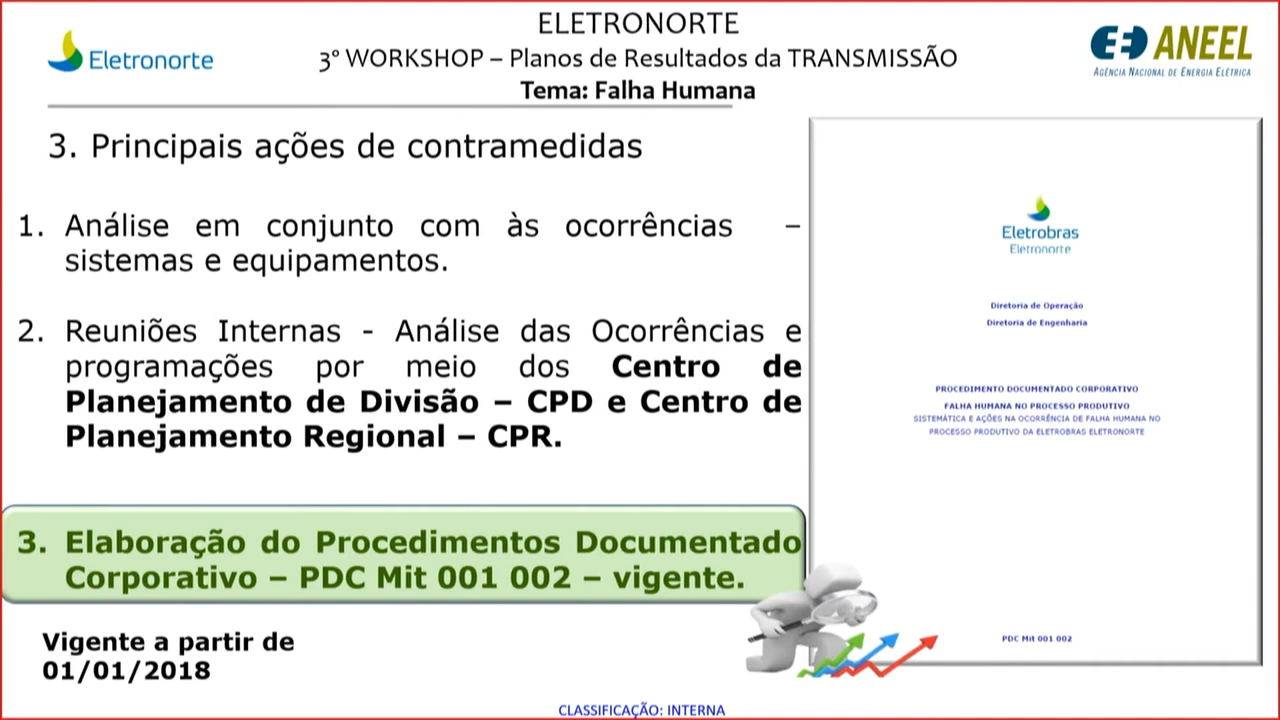 ELETRONORTE
Eletronorte
3º WORKSHOP – Planos de Resultados da TRANSMISSÃO
Tema: Falha Humana
ANEEL
AGÊNCIA NACIONAL DE ENERGIA ELÉTRICA
3. Principais ações de contramedidas
1. Análise em conjunto com às ocorrências –
sistemas e equipamentos.
2. Reuniões Internas - Análise das Ocorrências e
programações por meio dos Centro de
Planejamento de Divisão – CPD e Centro de
Planejamento Regional – CPR.
3. Elaboração do Procedimentos Documentado
Corporativo – PDC Mit 001 002 – vigente.
Vigente a partir de
01/01/2018
Eletrobras
Eletronorte
Diretoria de Operação
Diretoria de Engenharia
PROCEDIMENTO DOCUMENTADO CORPORATIVO
FALHA HUMANA NO PROCESSO PRODUTIVO
SISTEMÁTICA E AÇÕES NA OCORRÊNCIA DE FALHA HUMANA NO
PROCESSO PRODUTIVO DA ELETROBRAS ELETRONORTE
PDC Mit 001 002
CLASSIFICAÇÃO: INTERNA